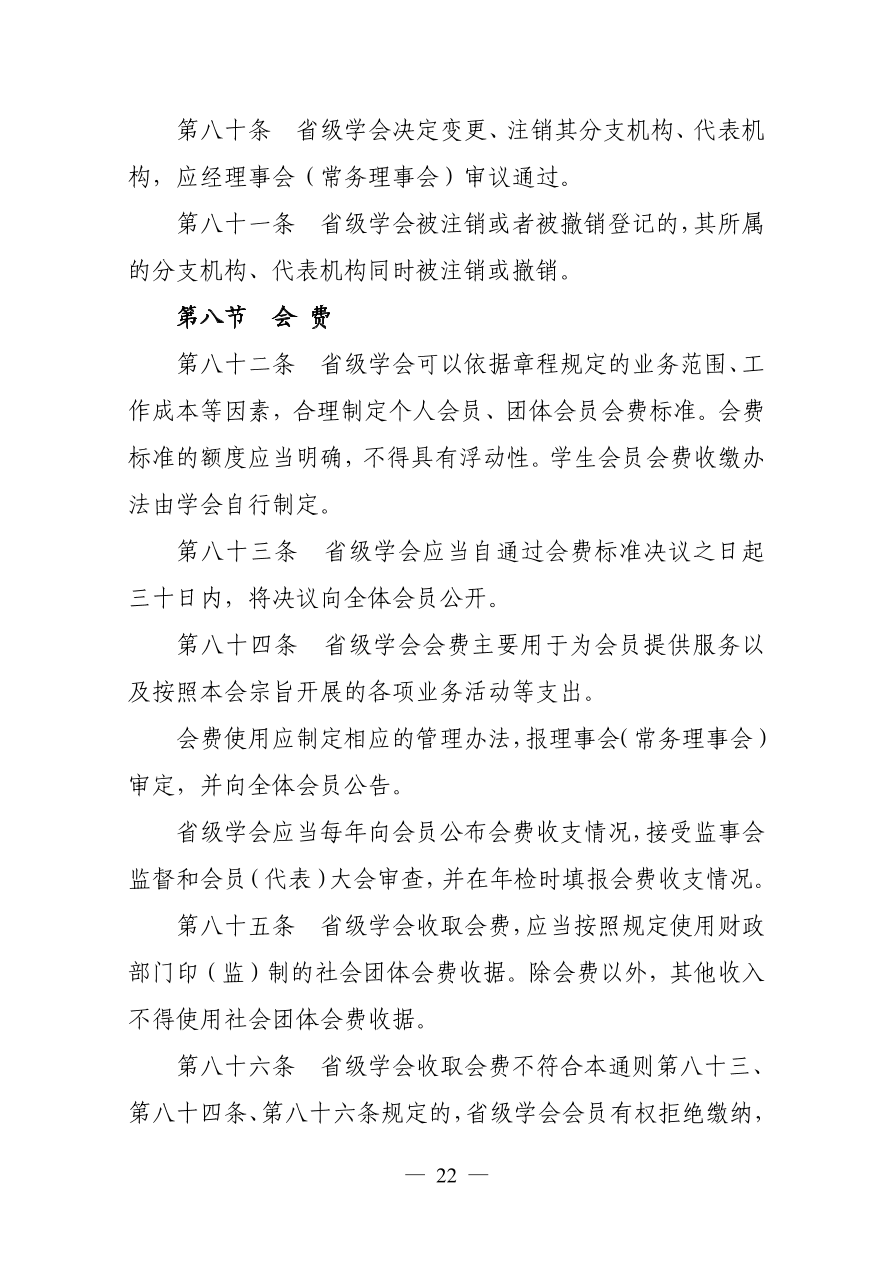 第八十条　省级学会决定变更、注销其分支机构、代表机
构，应经理事会（常务理事会）审议通过。
第八十一条　省级学会被注销或者被撤销登记的，其所属
的分支机构、代表机构同时被注销或撤销。
第八节　会 费
第八十二条　省级学会可以依据章程规定的业务范围、工
作成本等因素，合理制定个人会员、团体会员会费标准。会费
标准的额度应当明确，不得具有浮动性。学生会员会费收缴办
法由学会自行制定。
第八十三条　省级学会应当自通过会费标准决议之日起
三十日内，将决议向全体会员公开。
第八十四条　省级学会会费主要用于为会员提供服务以
及按照本会宗旨开展的各项业务活动等支出。
会费使用应制定相应的管理办法，报理事会（常务理事会）
审定，并向全体会员公告。
省级学会应当每年向会员公布会费收支情况，接受监事会
监督和会员（代表）大会审查，并在年检时填报会费收支情况。
第八十五条　省级学会收取会费，应当按照规定使用财政
部门印（监）制的社会团体会费收据。除会费以外，其他收入
不得使用社会团体会费收据。
第八十六条　省级学会收取会费不符合本通则第八十三、
第八十四条、第八十六条规定的，省级学会会员有权拒绝缴纳，
— 22 —